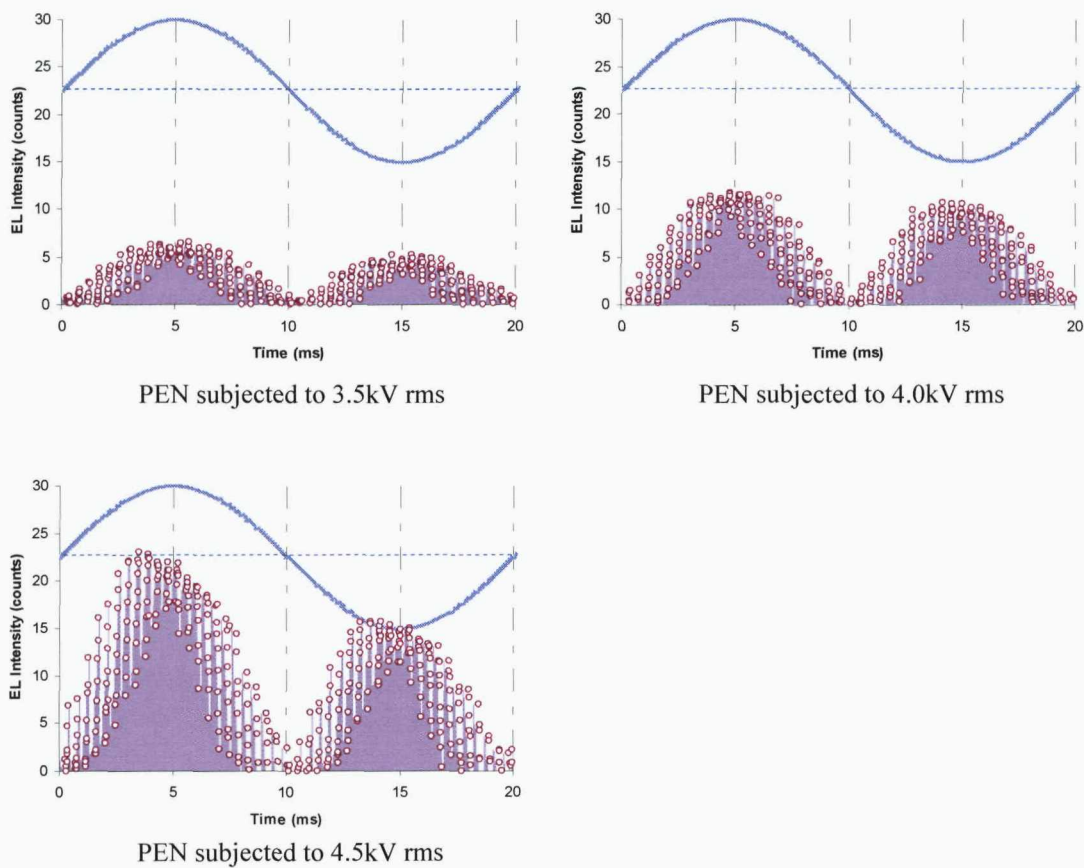 30
25
20
15
10
5
0
EL Intensity (counts)
0 5 10 15 20
Time (ms)
PEN subjected to 3.5kV rms
30
25
20
15
10
5
0
EL Intensity (counts)
0 5 10 15 20
Time (ms)
PEN subjected to 4.0kV rms
30
25
20
15
10
5
0
EL Intensity (counts)
0 5 10 15 20
Time (ms)
PEN subjected to 4.5kV rms